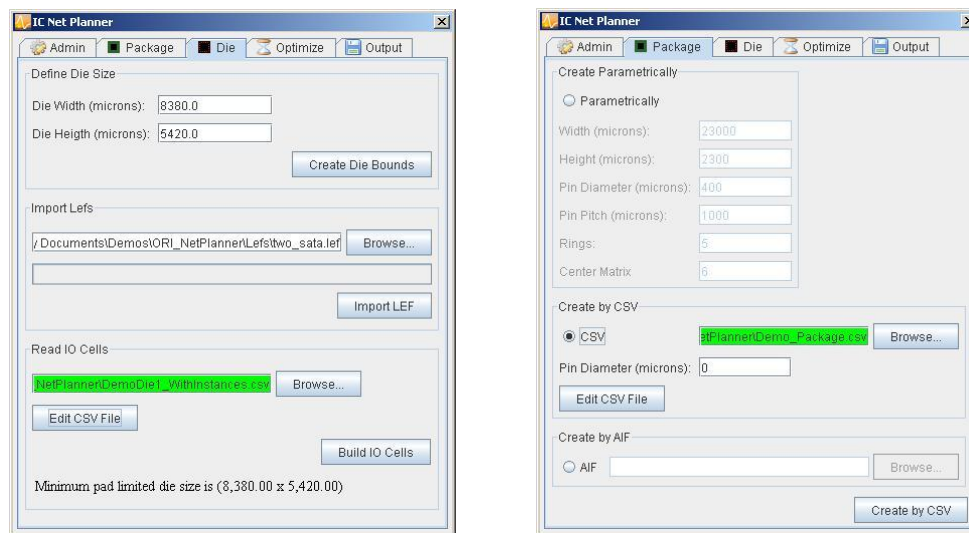 IC Net Planner
Admin Package Die Optimize Output
Define Die Size
Die Width (microns): 8380.0
Die Heigth (microns): 5420.0
Create Die Bounds
Import Lefs
y Documents\Demos\ORI_NetPlanner\Lefs\two_sata.lef Browse...
Import LEF
Read IO Cells
NetPlanner\DemoDie1_WithInstances.csv Browse...
Edit CSV File
Build IO Cells
Minimum pad limited die size is (8,380.00 x 5,420.00)
IC Net Planner
Admin Package Die Optimize Output
Create Parametrically
Parametrically
Width (microns): 23000
Height (microns): 2300
Pin Diameter (microns): 400
Pin Pitch (microns): 1000
Rings: 5
Center Matrix 6
Create by CSV
CSV etPlanner\Demo_Package.csv Browse...
Pin Diameter (microns): 0
Edit CSV File
Create by AIF
AIF Browse...
Create by CSV